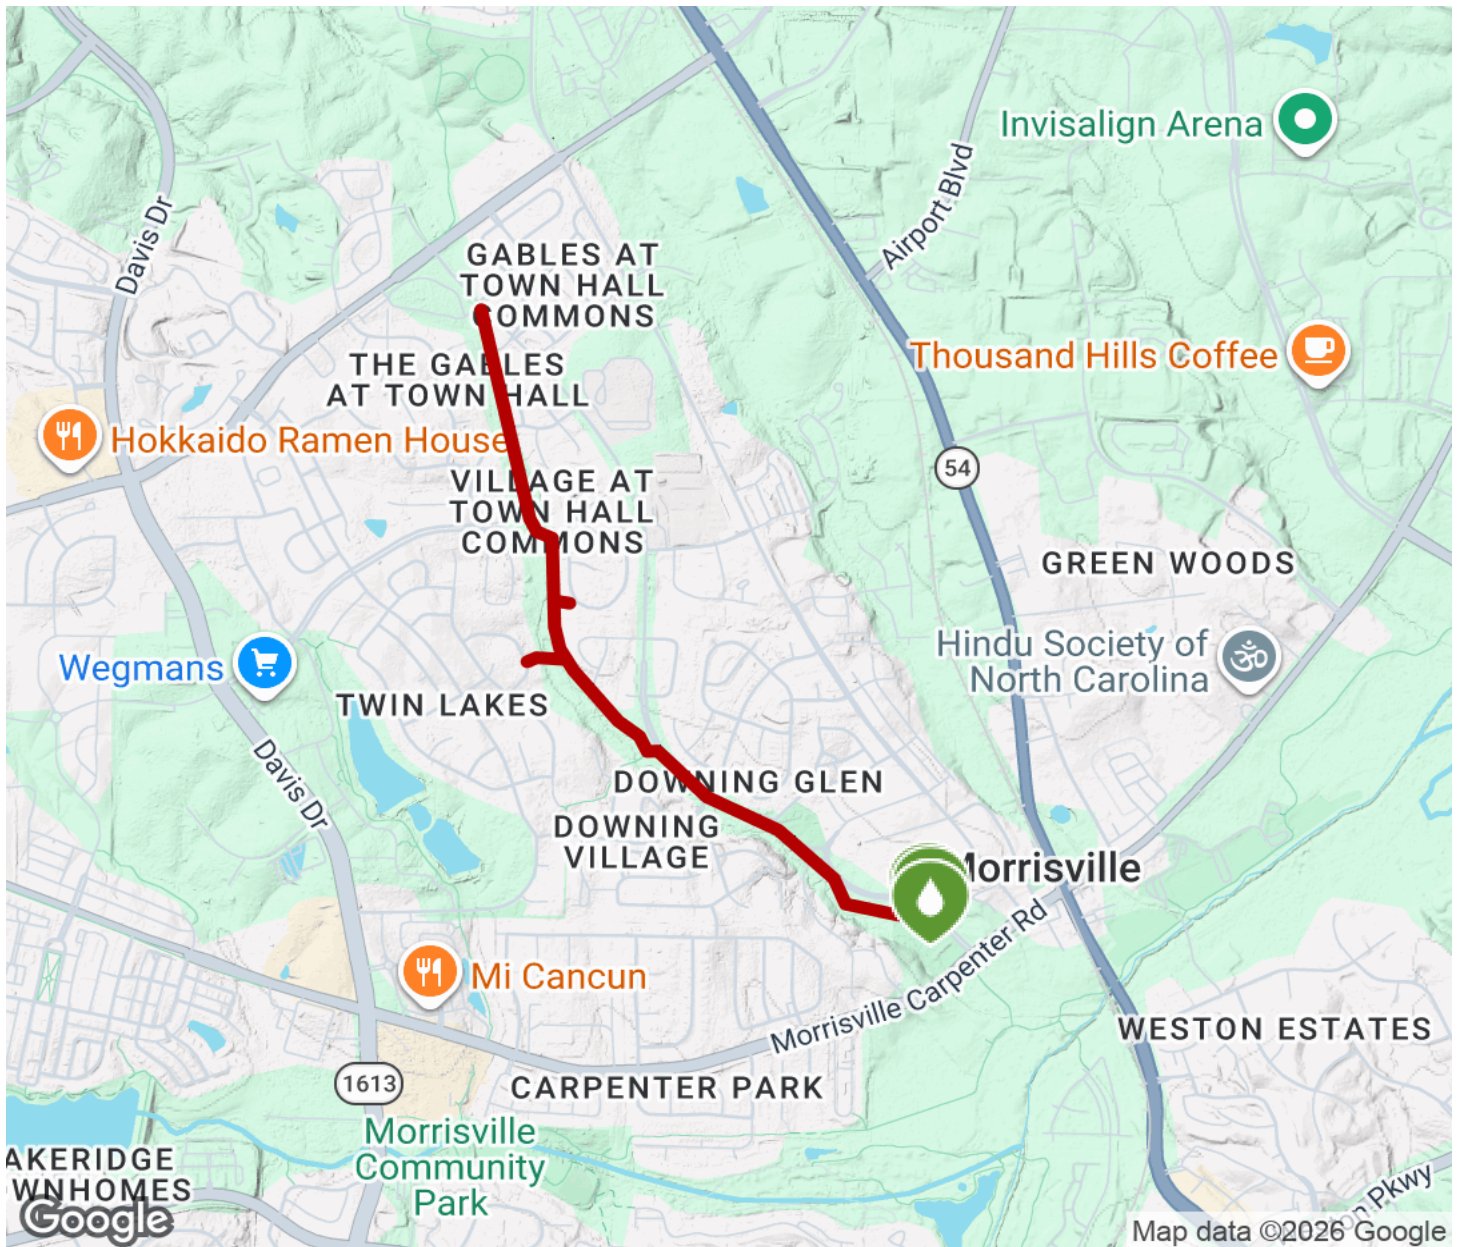 Invisalign Arena
Davis Dr
Airport Blvd
GABLES AT
TOWN HALL
COMMONS
Thousand Hills Coffee
THE GABLES
AT TOWN HALL
Hokkaido Ramen House
54
VILLAGE AT
TOWN HALL
COMMONS
GREEN WOODS
Hindu Society of
North Carolina
Wegmans
TWIN LAKES
Davis Dr
DOWNING GLEN
DOWNING
VILLAGE
Morrisville
Mi Cancun
Morrisville Carpenter Rd
WESTON ESTATES
1613
CARPENTER PARK
Morrisville
Community
Park
AKERIDGE
WNHOMES
Google
on Pkwy
Map data ©2026 Google